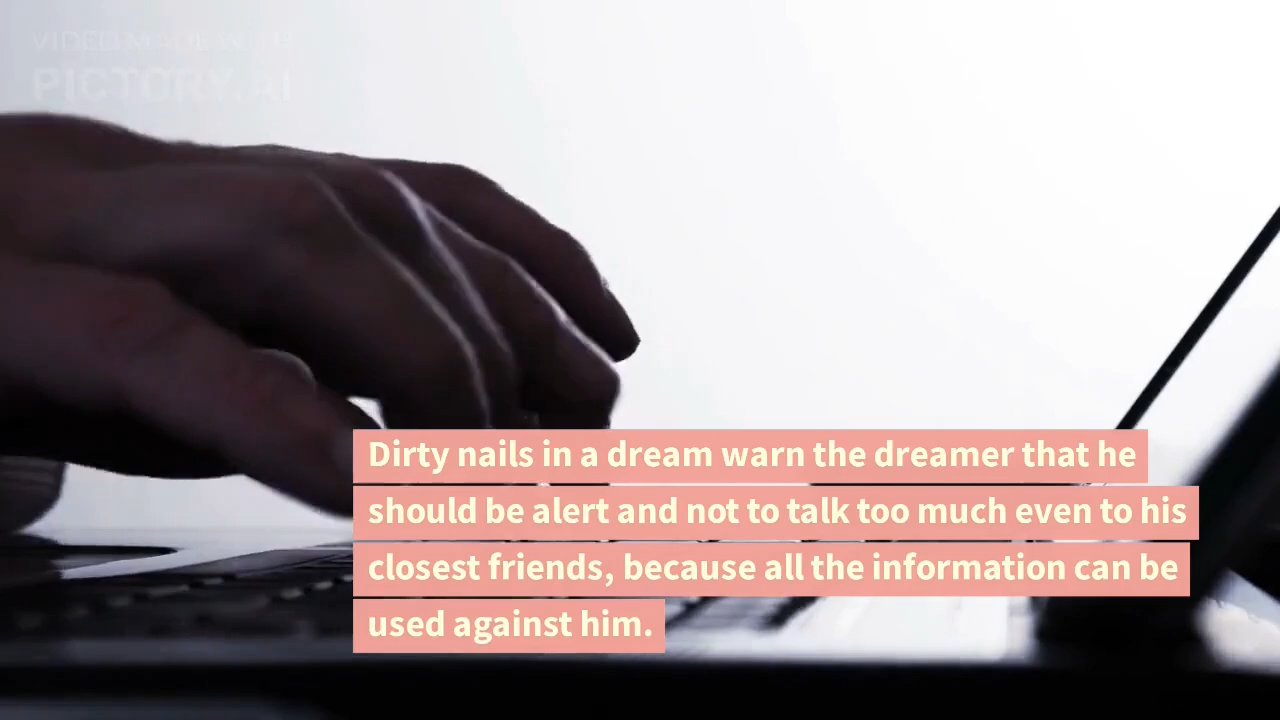 VIDEO MADE WITH
PICTORY.AI
Dirty nails in a dream warn the dreamer that he
should be alert and not to talk too much even to his
closest friends, because all the information can be
used against him.